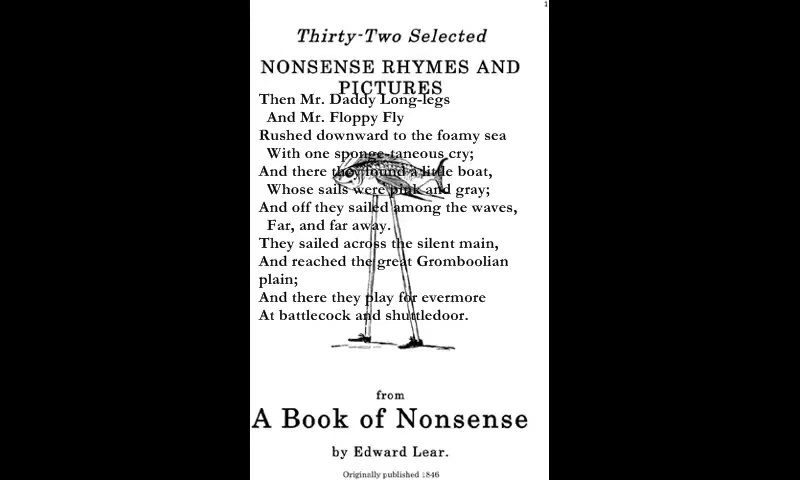 1
Thirty-Two Selected
NONSENSE RHYMES AND
PICTURES
Then Mr. Daddy Long-legs
And Mr. Floppy Fly
Rushed downward to the foamy sea
With one sponge-taneous cry;
And there they found a little boat,
Whose sails were pink and gray;
And off they sailed among the waves,
Far, and far away.
They sailed across the silent main,
And reached the great Gromboolian
plain;
And there they play for evermore
At battlecock and shuttledoor.
from
A Book of Nonsense
by Edward Lear.
Originally published 1846